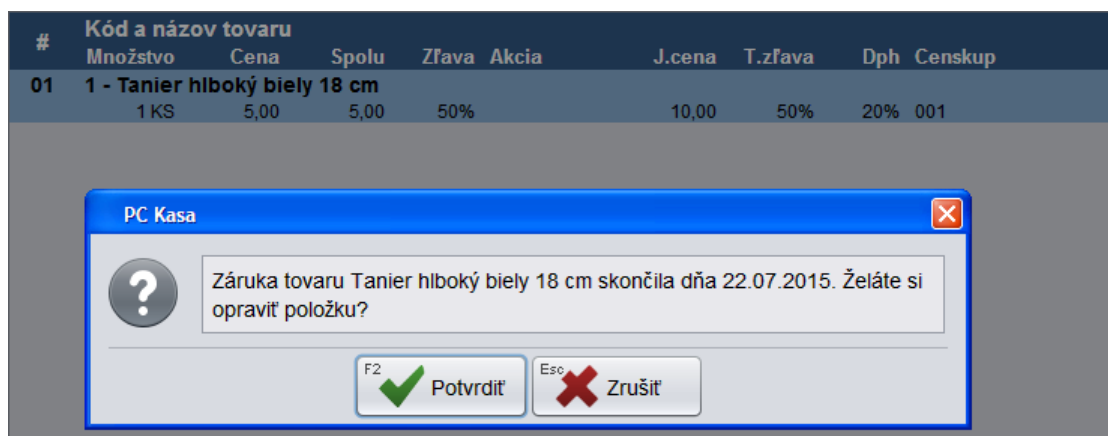 # Kód a názov tovaru
Množstvo Cena Spolu Zľava Akcia J.cena T.zľava Dph Censkup
01 1 - Tanier hlboký biely 18 cm
1 KS 5,00 5,00 50% 10,00 50% 20% 001
PC Kasa
Záruka tovaru Tanier hlboký biely 18 cm skončila dňa 22.07.2015. Želáte si
opraviť položku?
F2 Potvrdiť Esc Zrušiť